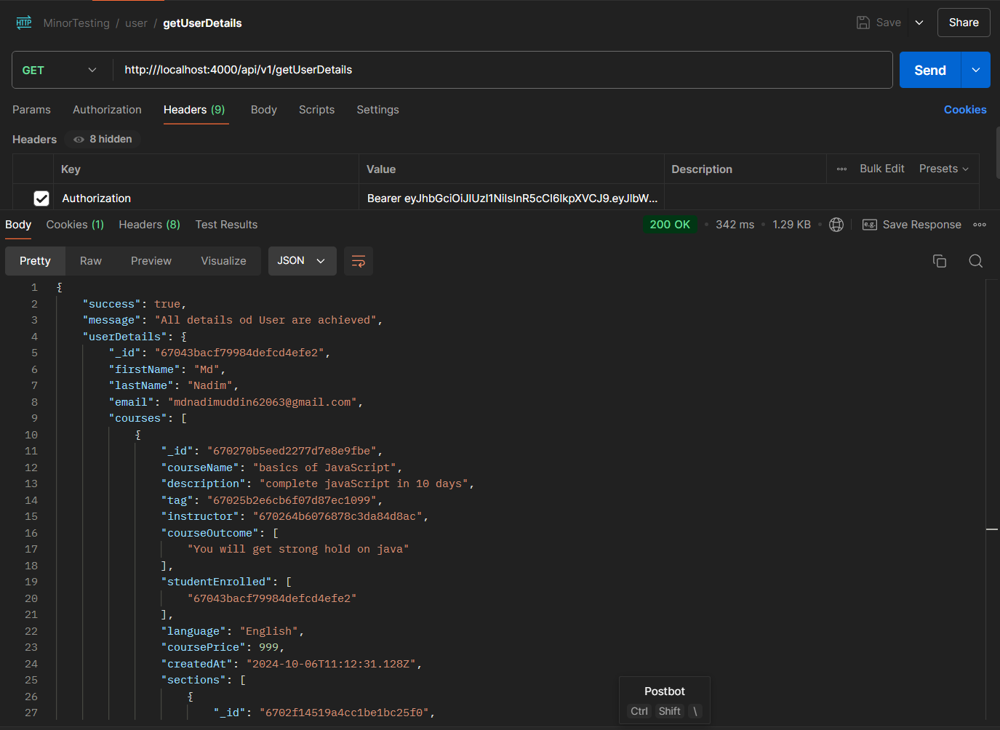 HTTP MinorTesting / user / getUserDetails Save Share
GET http:///localhost:4000/api/v1/getUserDetails Send
Params Authorization Headers (9) Body Scripts Settings Cookies
Headers 8 hidden
Key Value Description Bulk Edit Presets
Authorization Bearer eyJhbGciOiJIUzI1NiIsInR5cCI6IkpXVCJ9.eyJlbW...
Body Cookies (1) Headers (8) Test Results 200 OK 342 ms 1.29 KB e.g. Save Response
Pretty Raw Preview Visualize JSON
1 {
2 "success": true,
3 "message": "All details od User are achieved",
4 "userDetails": {
5 "_id": "67043bacf79984defcd4efe2",
6 "firstName": "Md",
7 "lastName": "Nadim",
8 "email": "mdnadimuddin62063@gmail.com",
9 "courses": [
10 {
11 "_id": "670270b5eed2277d7e8e9fbe",
12 "courseName": "basics of JavaScript",
13 "description": "complete javaScript in 10 days",
14 "tag": "67025b2e6cb6f07d87ec1099",
15 "instructor": "670264b6076878c3da84d8ac",
16 "courseOutcome": [
17 "You will get strong hold on java"
18 ],
19 "studentEnrolled": [
20 "67043bacf79984defcd4efe2"
21 ],
22 "language": "English",
23 "coursePrice": 999,
24 "createdAt": "2024-10-06T11:12:31.128Z",
25 "sections": [
26 {
27 "_id": "6702f14519a4cc1be1bc25f0",
Postbot
Ctrl Shift \